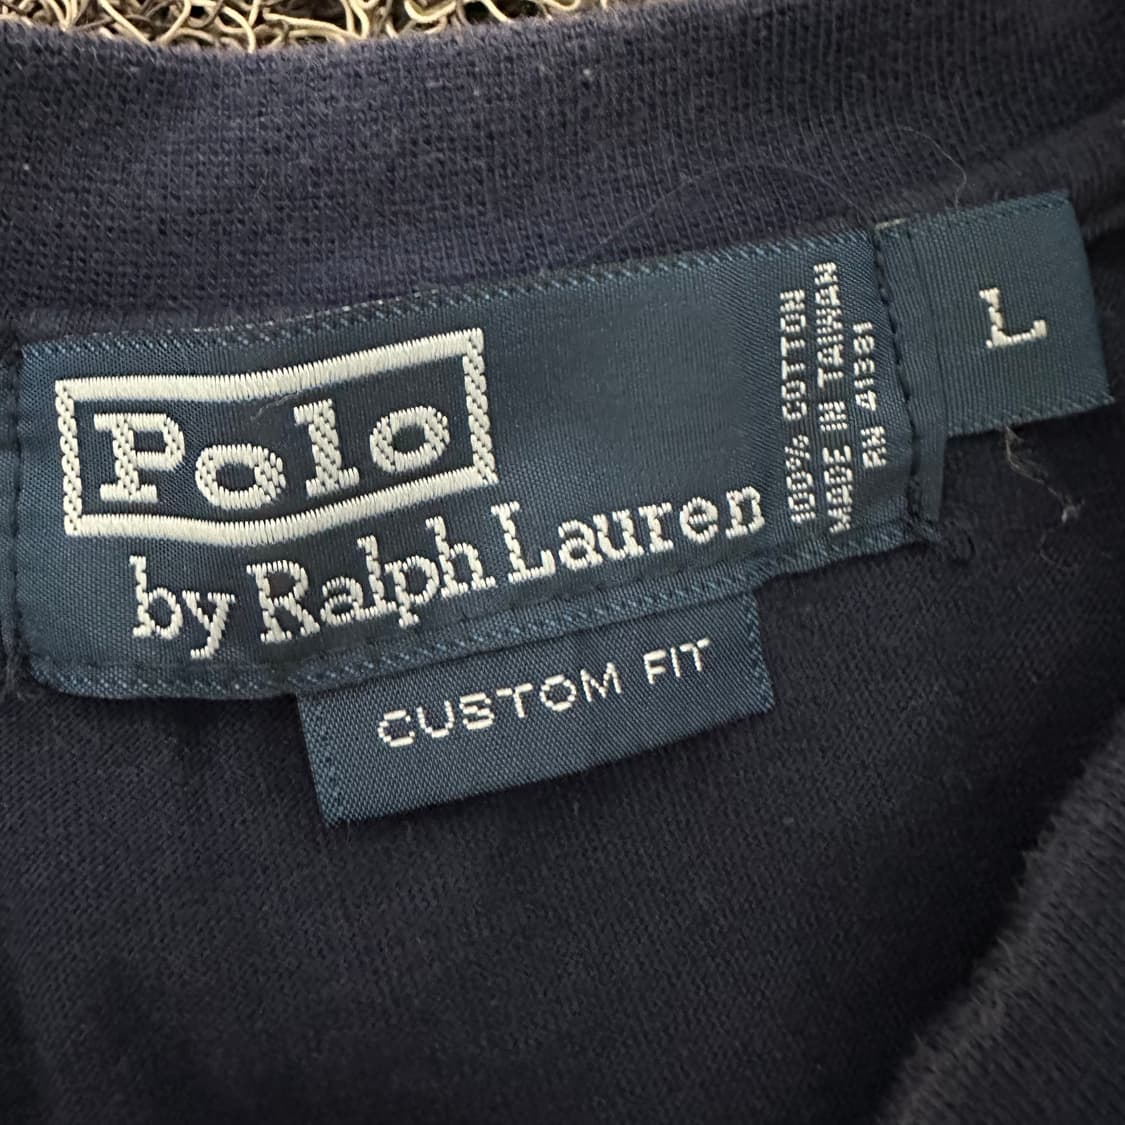 Polo
by Ralph Lauren
100% COTTON
MADE IN TAIWAN
RN 41381
L
CUSTOM FIT